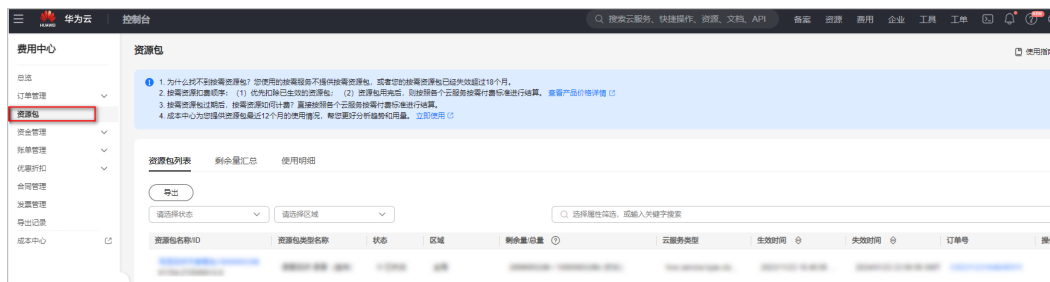 HUAWEI 华为云 控制台 搜索云服务、快捷操作、资源、文档、API 备案 资源 费用 企业 工具 工单
费用中心
总览
订单管理
资源包
资金管理
账单管理
优惠折扣
合同管理
发票管理
导出记录
成本中心
资源包 使用指南
1. 为什么找不到按需资源包？您使用的按需服务不提供按需资源包，或者您的按需资源包已经失效超过18个月。
2. 按需资源扣费顺序：（1）优先扣除已生效的资源包；（2）资源包用完后，则按照各个云服务按需付费标准进行结算。 查看产品价格详情
3. 按需资源包过期后，按需资源如何计费？直接按照各个云服务按需付费标准进行结算。
4. 成本中心为您提供资源包最近12个月的使用情况，帮您更好分析趋势和用量。 立即使用
资源包列表 剩余量汇总 使用明细
导出
请选择状态 请选择区域 选择属性筛选，或输入关键字搜索
资源包名称/ID 资源包类型名称 状态 区域 剩余量/总量 云服务类型 生效时间 失效时间 订单号 操